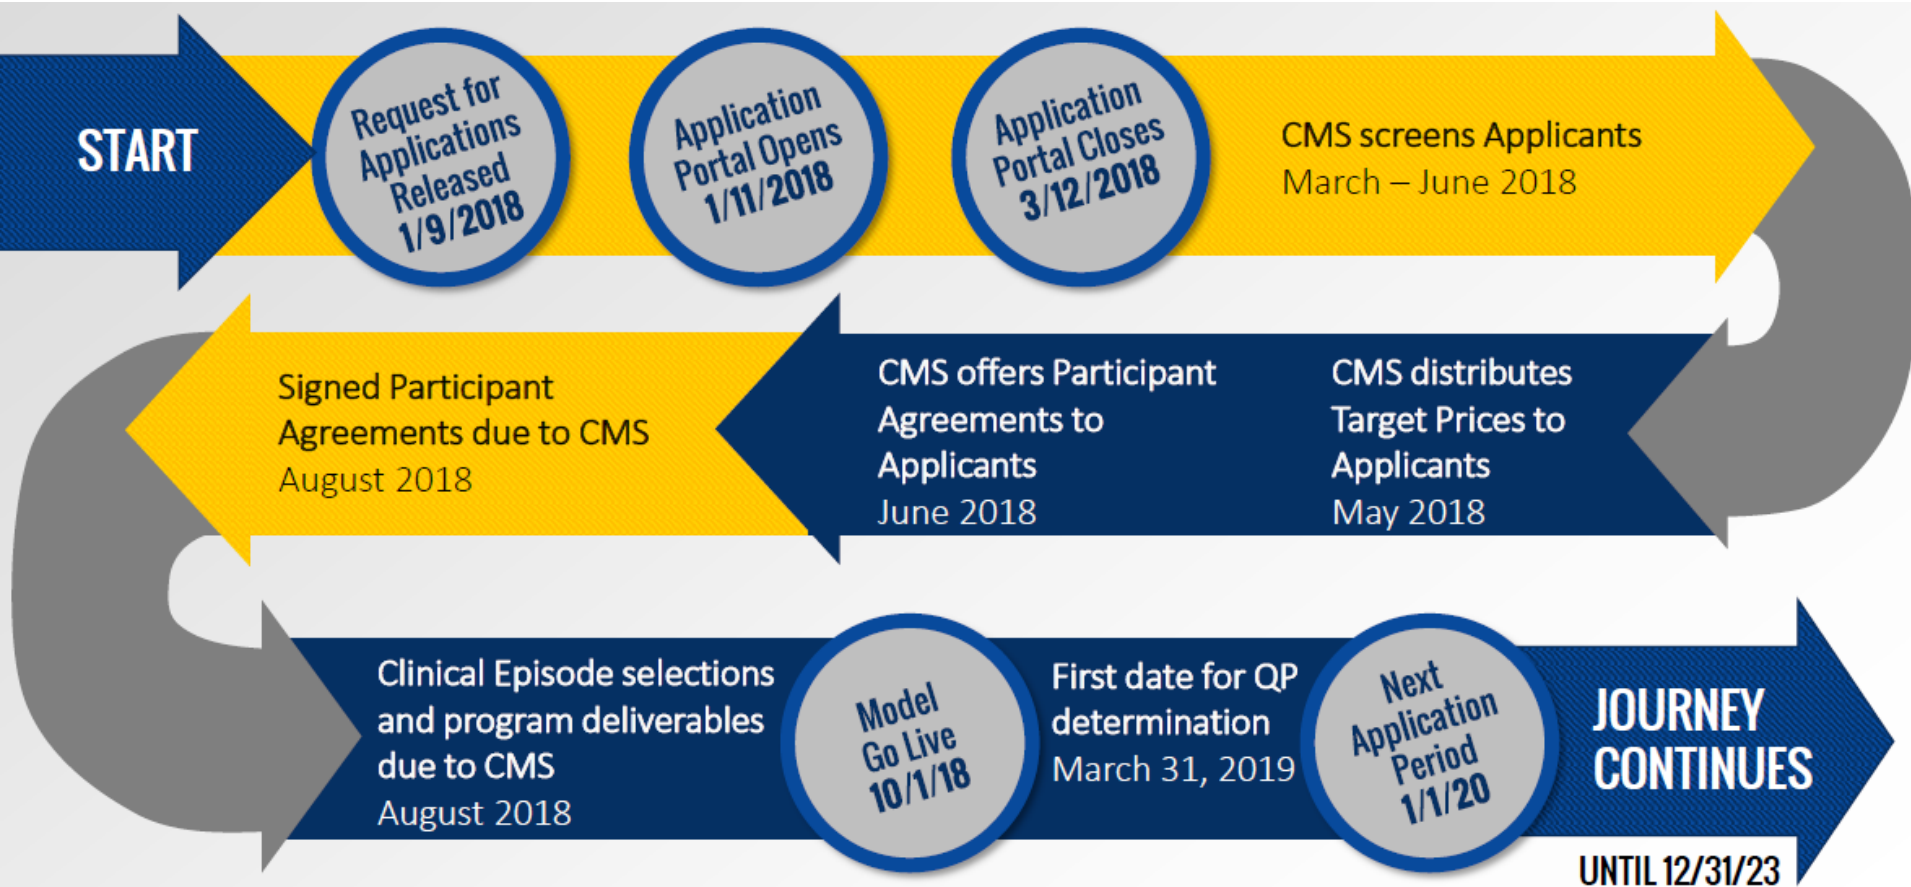 START
Request for
Applications
Released
1/9/2018
Application
Portal Opens
1/11/2018
Application
Portal Closes
3/12/2018
CMS screens Applicants
March – June 2018
CMS distributes
Target Prices to
Applicants
May 2018
CMS offers Participant
Agreements to
Applicants
June 2018
Signed Participant
Agreements due to CMS
August 2018
Clinical Episode selections
and program deliverables
due to CMS
August 2018
Model
Go Live
10/1/18
First date for QP
determination
March 31, 2019
Next
Application
Period
1/1/20
JOURNEY
CONTINUES
UNTIL 12/31/23